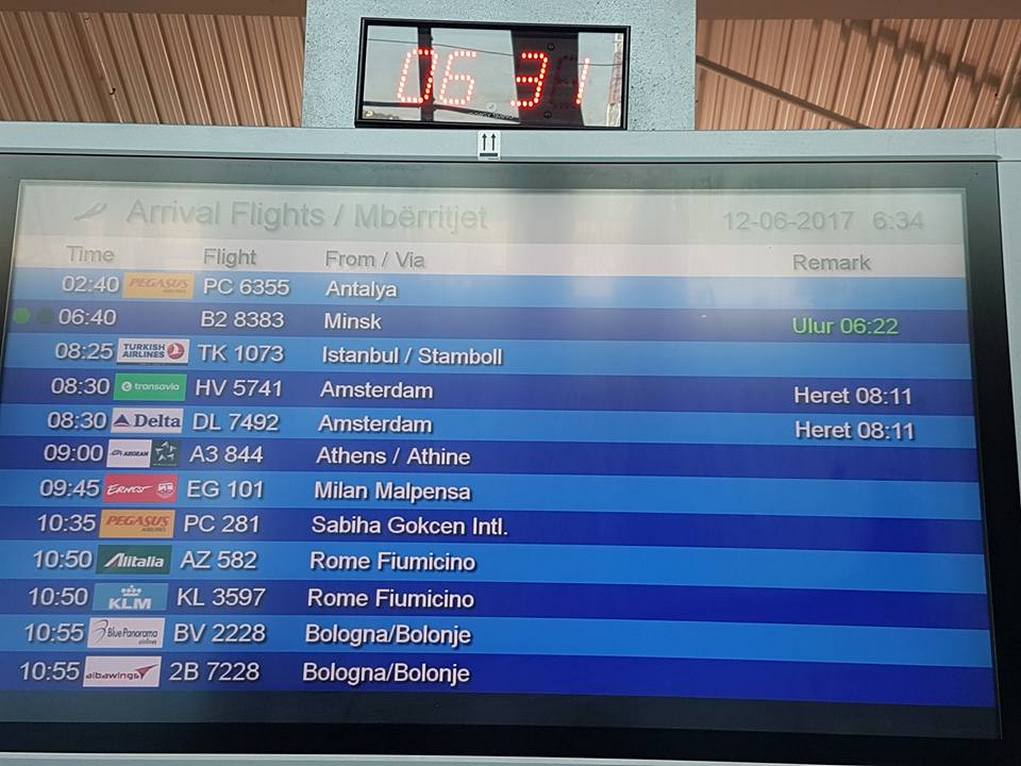 06 31
Arrival Flights / Mbërritjet 12-06-2017 6:34
Time Flight From / Via Remark
02:40 PEGASUS AIRLINES PC 6355 Antalya
06:40 B2 8383 Minsk Ulur 06:22
08:25 TURKISH AIRLINES TK 1073 Istanbul / Stamboll
08:30 transavia HV 5741 Amsterdam Heret 08:11
08:30 Delta DL 7492 Amsterdam Heret 08:11
09:00 AEGEAN A3 844 Athens / Athine
09:45 ERNEST EG 101 Milan Malpensa
10:35 PEGASUS AIRLINES PC 281 Sabiha Gokcen Intl.
10:50 Alitalia AZ 582 Rome Fiumicino
10:50 KLM KL 3597 Rome Fiumicino
10:55 Blue Panorama airlines BV 2228 Bologna/Bolonje
10:55 albawings 2B 7228 Bologna/Bolonje